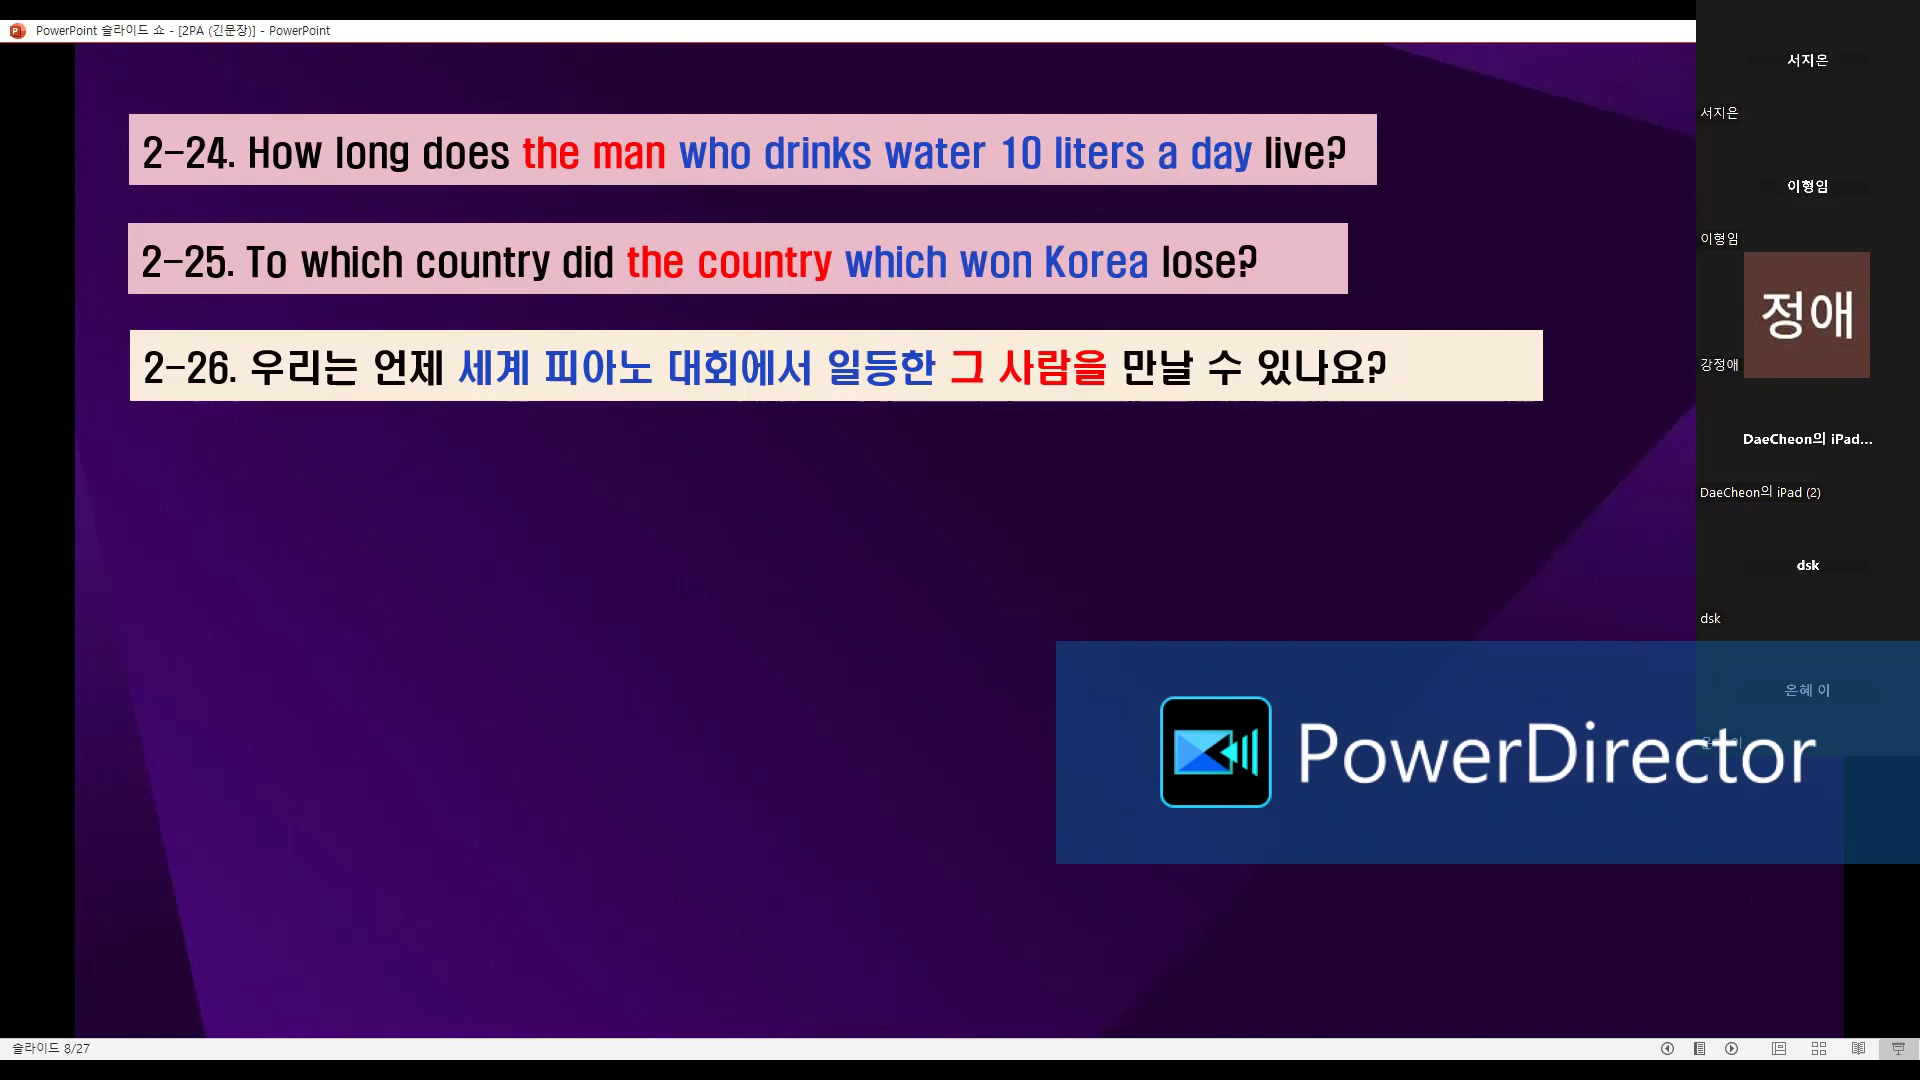 PowerPoint 슬라이드 쇼 - [2PA (긴문장)] - PowerPoint
2-24. How long does the man who drinks water 10 liters a day live?
2-25. To which country did the country which won Korea lose?
2-26. 우리는 언제 세계 피아노 대회에서 일등한 그 사람을 만날 수 있나요?
서지은
서지은
이형임
이형임
정애
강정애
DaeCheon의 iPad...
DaeCheon의 iPad (2)
dsk
dsk
은혜 이
PowerDirector
슬라이드 8/27